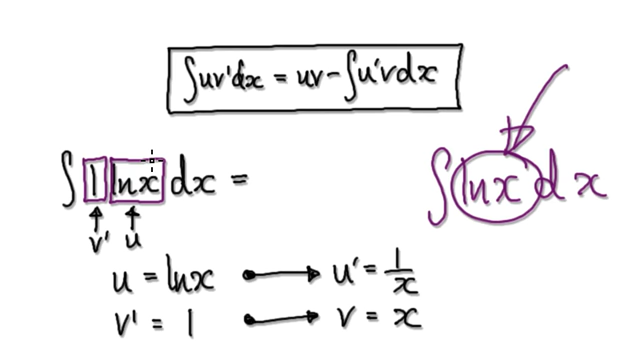 ∫uv'dx = uv - ∫u'vdx
∫ 1 lnx dx =
∫lnx dx
v' u
u = lnx → u' = 1/x
v' = 1 → v = x